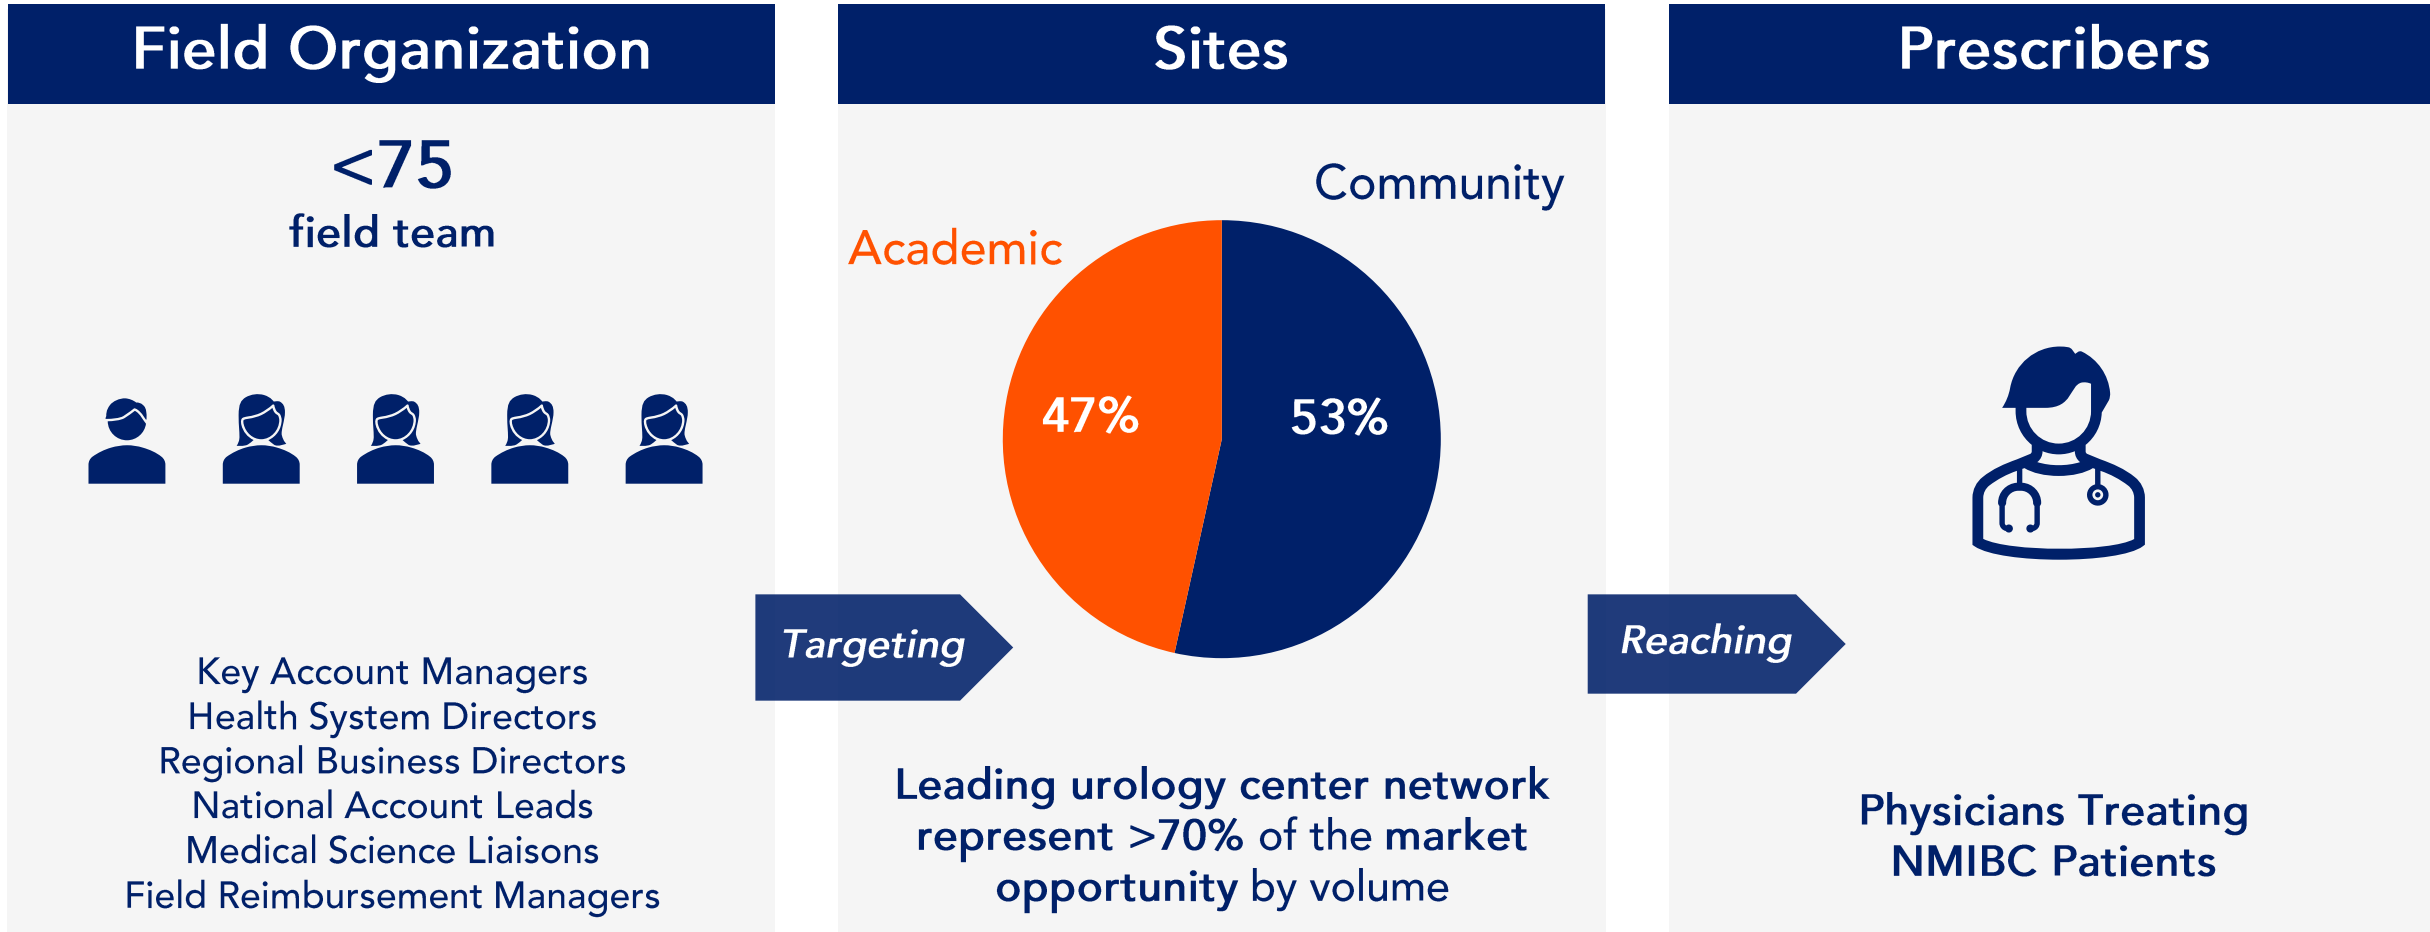 Field Organization
<75
field team
Key Account Managers
Health System Directors
Regional Business Directors
National Account Leads
Medical Science Liaisons
Field Reimbursement Managers
Targeting
Sites
Community
Academic
47%
53%
Leading urology center network
represent >70% of the market
opportunity by volume
Reaching
Prescribers
Physicians Treating
NMIBC Patients